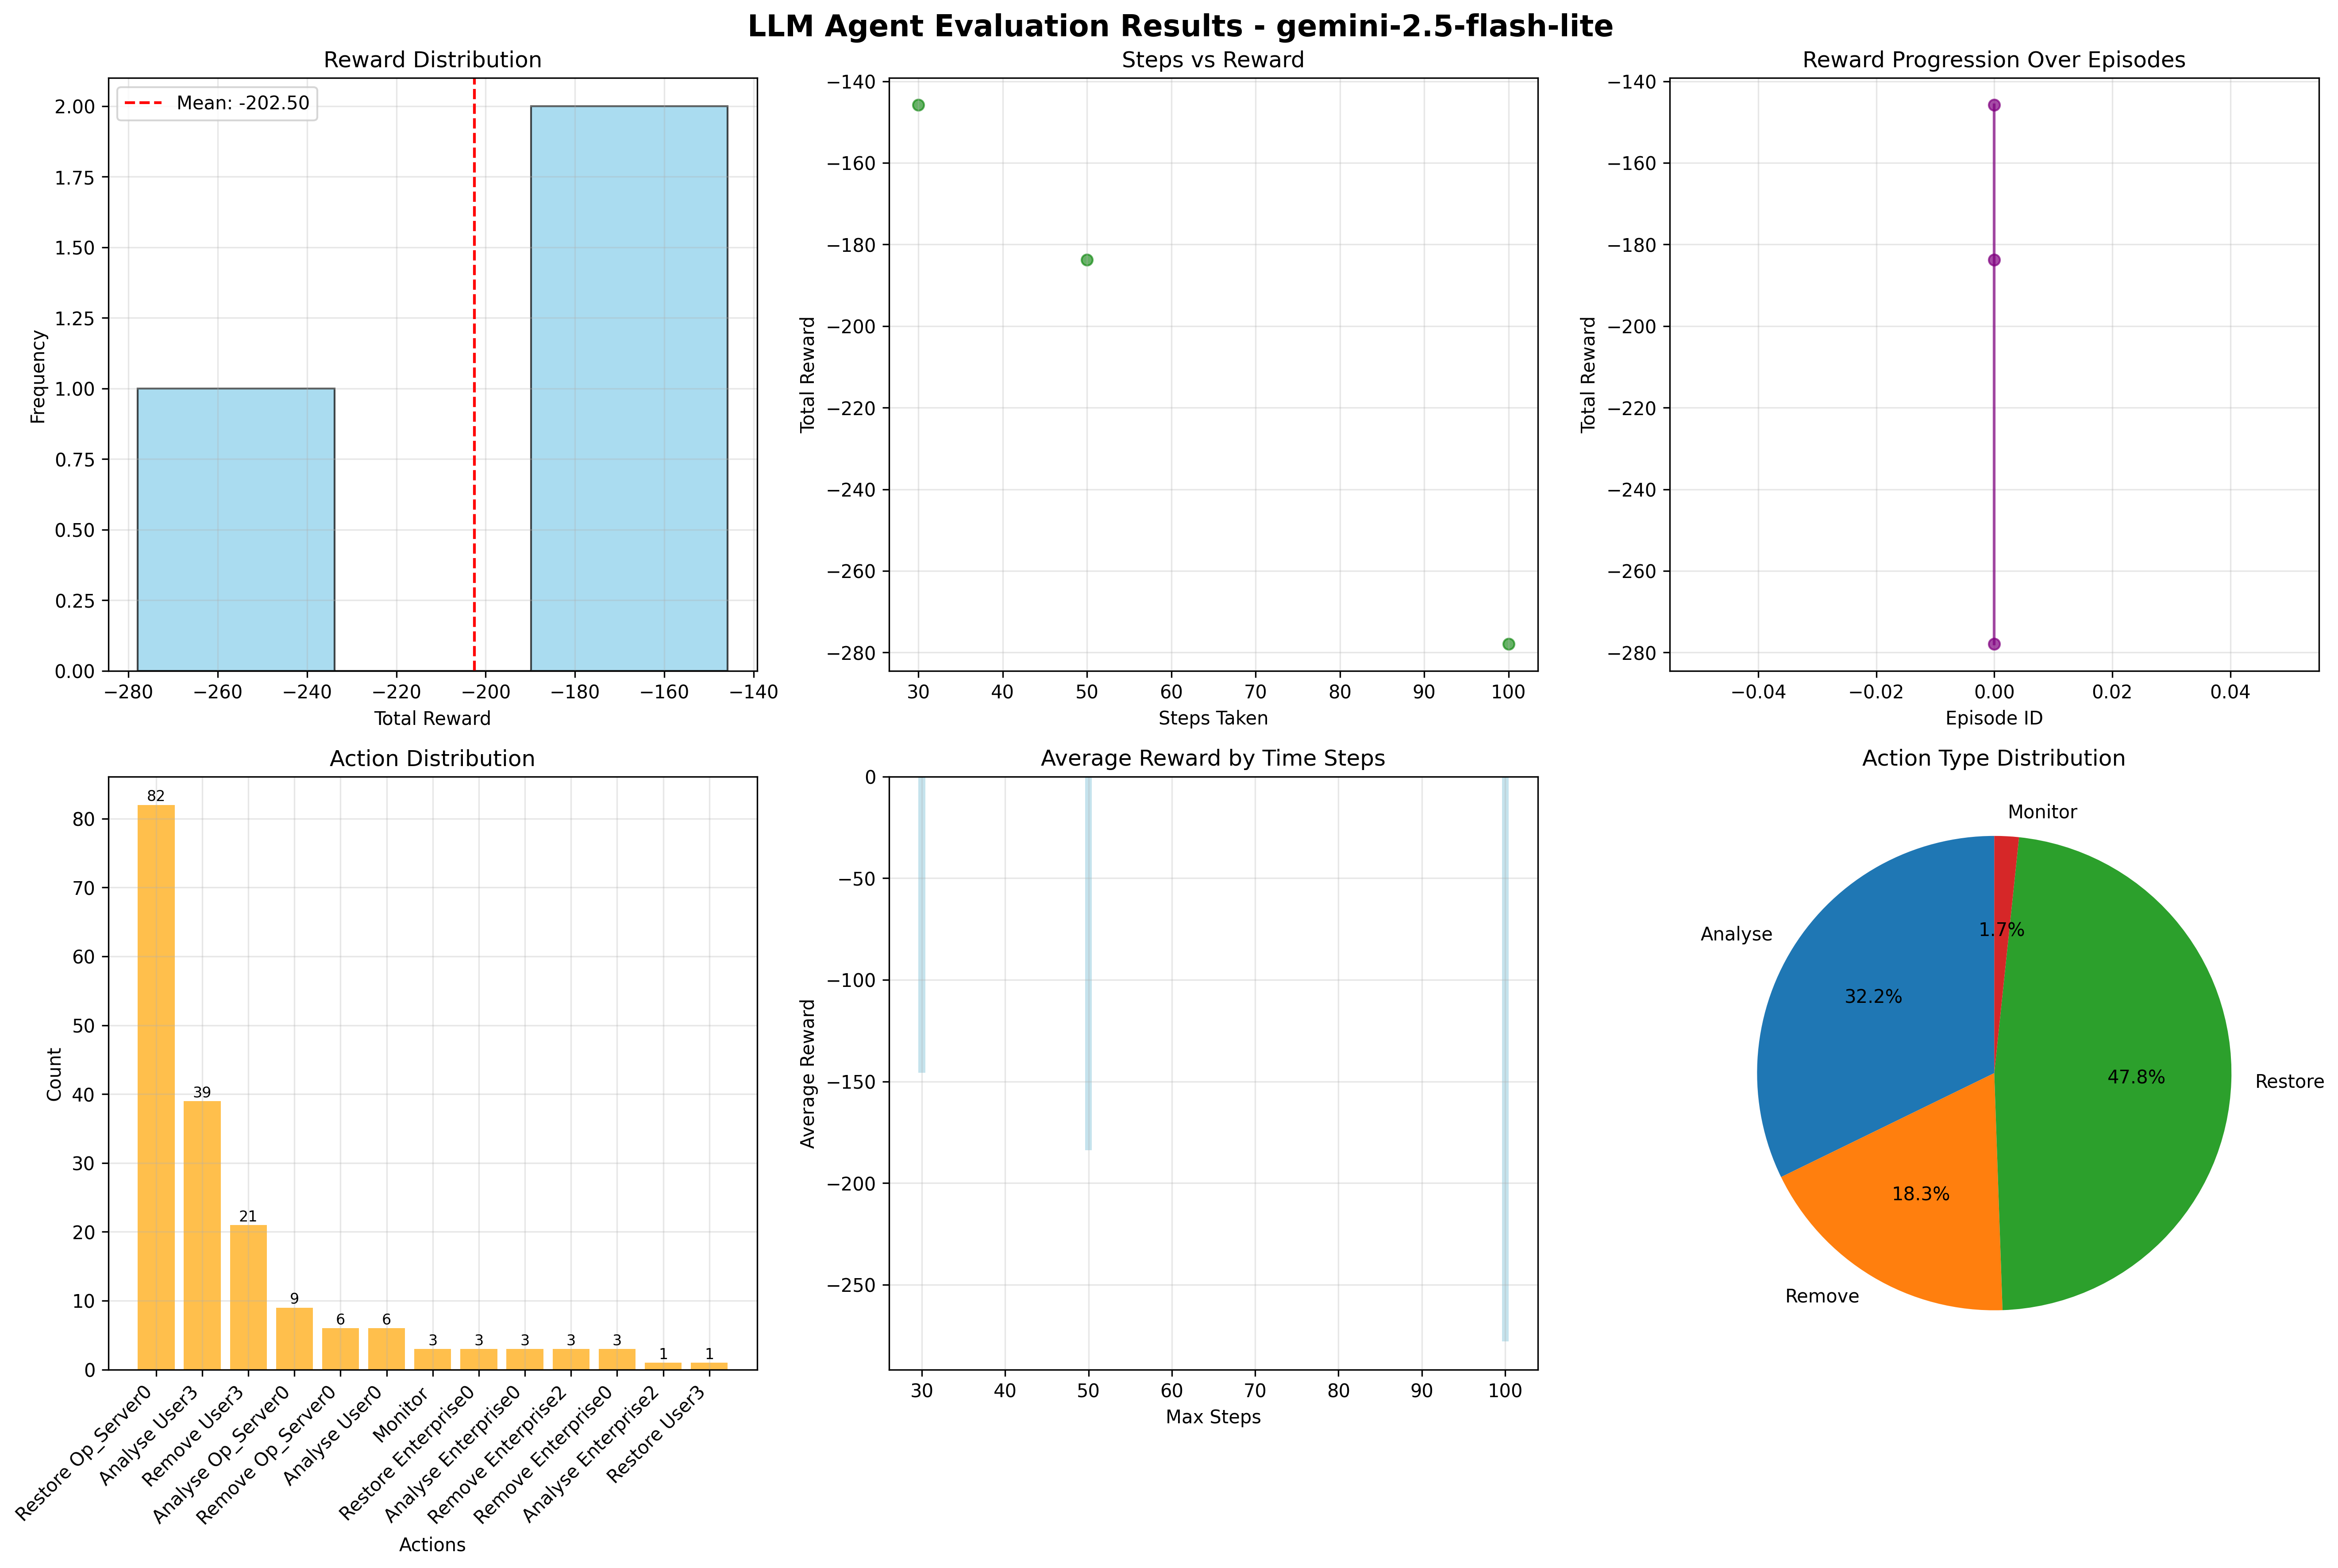 LLM Agent Evaluation Results - gemini-2.5-flash-lite
Reward Distribution
Mean: -202.50
2.00
1.75
1.50
1.25
1.00
0.75
0.50
0.25
0.00
Frequency
−280
−260
−240
−220
−200
−180
−160
−140
Total Reward
Steps vs Reward
−140
−160
−180
−200
−220
−240
−260
−280
Total Reward
30
40
50
60
70
80
90
100
Steps Taken
Reward Progression Over Episodes
−140
−160
−180
−200
−220
−240
−260
−280
Total Reward
−0.04
−0.02
0.00
0.02
0.04
Episode ID
Action Distribution
80
70
60
50
40
30
20
10
0
Count
82
39
21
9
6
6
3
3
3
3
3
1
1
Restore Op_Server0
Analyse User3
Remove User3
Analyse Op_Server0
Remove Op_Server0
Analyse User0
Monitor
Restore Enterprise0
Analyse Enterprise0
Remove Enterprise2
Remove Enterprise0
Analyse Enterprise2
Restore User3
Actions
Average Reward by Time Steps
0
−50
−100
−150
−200
−250
Average Reward
30
40
50
60
70
80
90
100
Max Steps
Action Type Distribution
Monitor
1.7%
Analyse
32.2%
47.8%
Restore
18.3%
Remove